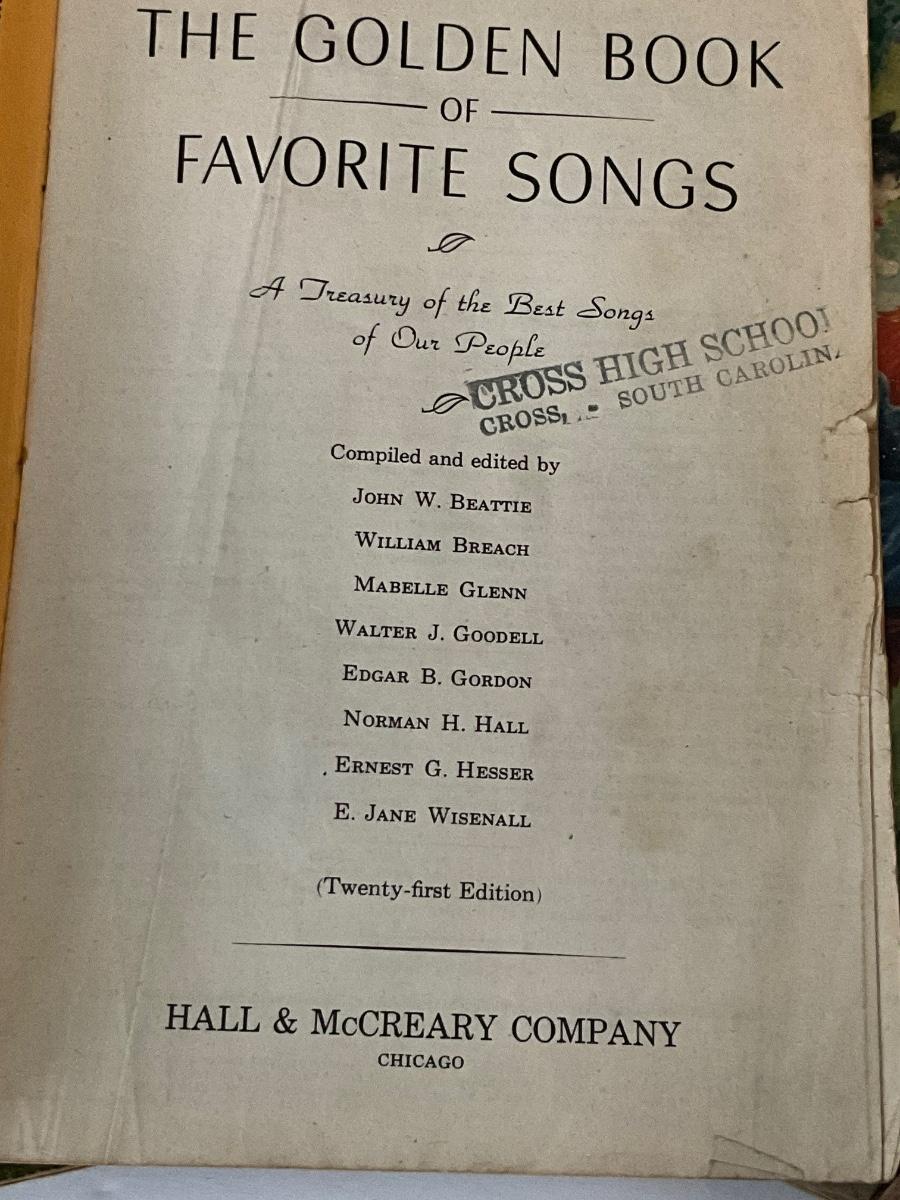 THE GOLDEN BOOK
OF
FAVORITE SONGS
A Treasury of the Best Songs
of Our People
CROSS HIGH SCHOOL
CROSS, SOUTH CAROLINA
Compiled and edited by
JOHN W. BEATTIE
WILLIAM BREACH
MABELLE GLENN
WALTER J. GOODELL
EDGAR B. GORDON
NORMAN H. HALL
ERNEST G. HESSER
E. JANE WISENALL
(Twenty-first Edition)
HALL & McCREARY COMPANY
CHICAGO